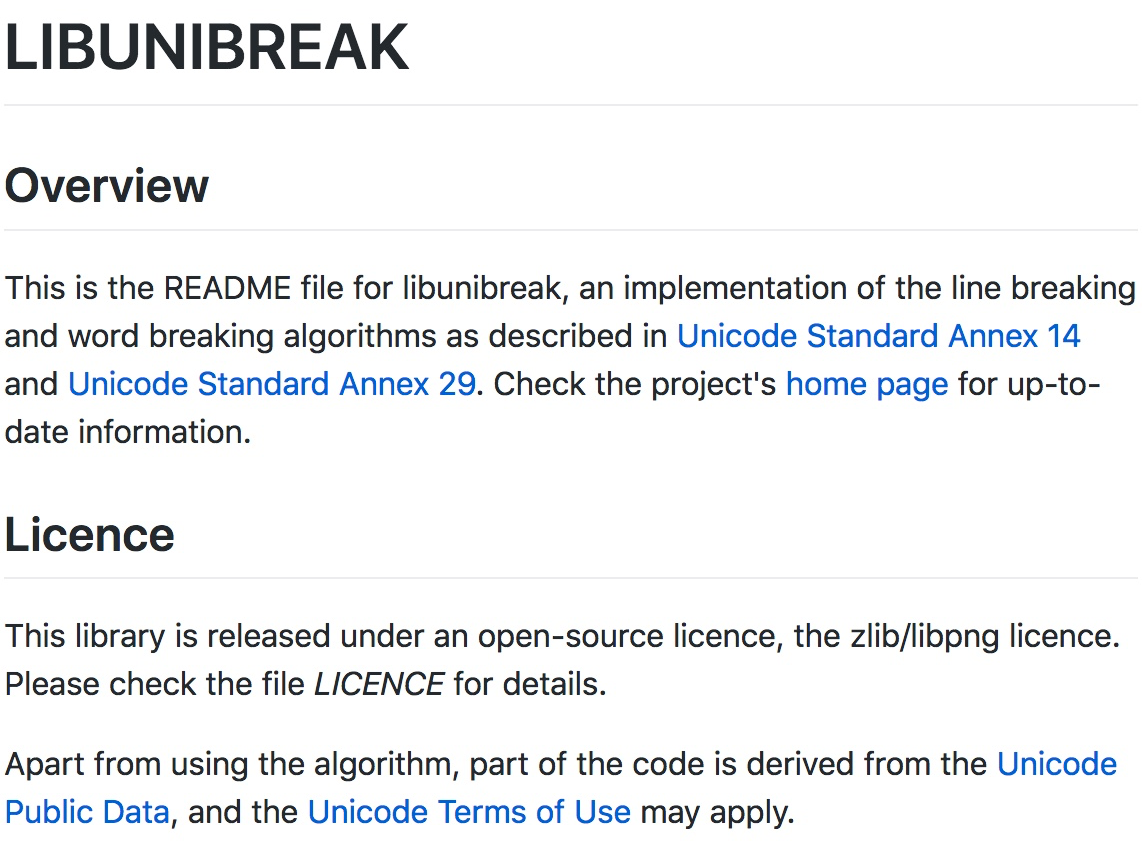 LIBUNIBREAK
Overview
This is the README file for libunibreak, an implementation of the line breaking
and word breaking algorithms as described in Unicode Standard Annex 14
and Unicode Standard Annex 29. Check the project's home page for up-to-
date information.
Licence
This library is released under an open-source licence, the zlib/libpng licence.
Please check the file LICENCE for details.
Apart from using the algorithm, part of the code is derived from the Unicode
Public Data, and the Unicode Terms of Use may apply.